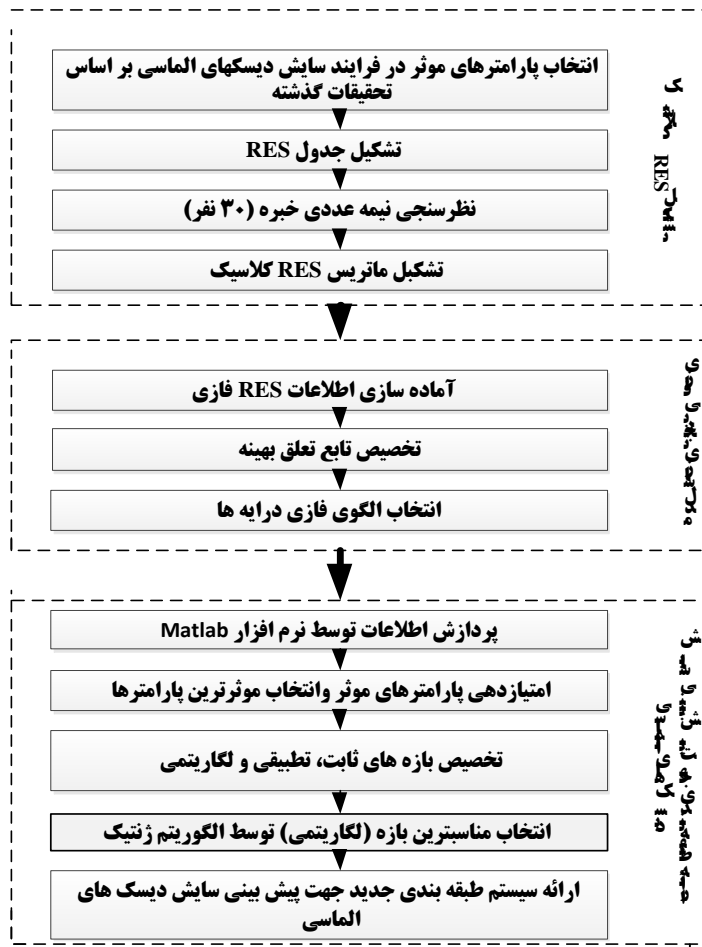 انتخاب پارامترهای موثر در فرایند سایش دیسکهای الماسی بر اساس
تحقیقات گذشته
تشکیل جدول RES
نظرسنجی نیمه عددی خبره (۳۰ نفر)
تشکبل ماتریس RES کلاسیک
RES
آماده سازی اطلاعات RES فازی
تخصیص تابع تعلق بهینه
انتخاب الگوی فازی درایه ها
پردازش اطلاعات توسط نرم افزار Matlab
امتیازدهی پارامترهای موثر وانتخاب موثرترین پارامترها
تخصیص بازه های ثابت، تطبیقی و لگاریتمی
انتخاب مناسبترین بازه (لگاریتمی) توسط الگوریتم ژنتیک
ارائه سیستم طبقه بندی جدید جهت پیش بینی سایش دیسک های
الماسی